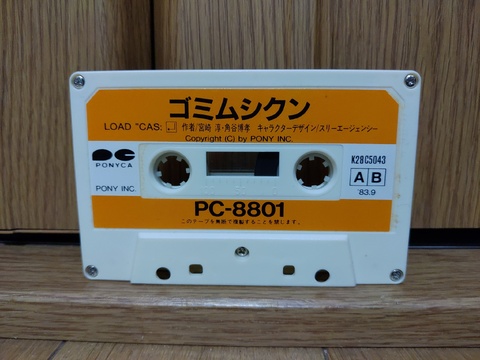 ゴミムシクン
LOAD "CAS: 作者/宮崎 淳・角谷博孝 キャラクターデザイン/スリーエージェンシー
Copyright (C) by PONY INC.
PONYCA
PONY INC.
K28C5043
A B
'83.9
PC-8801
このテープを無断で複製することを禁じます。